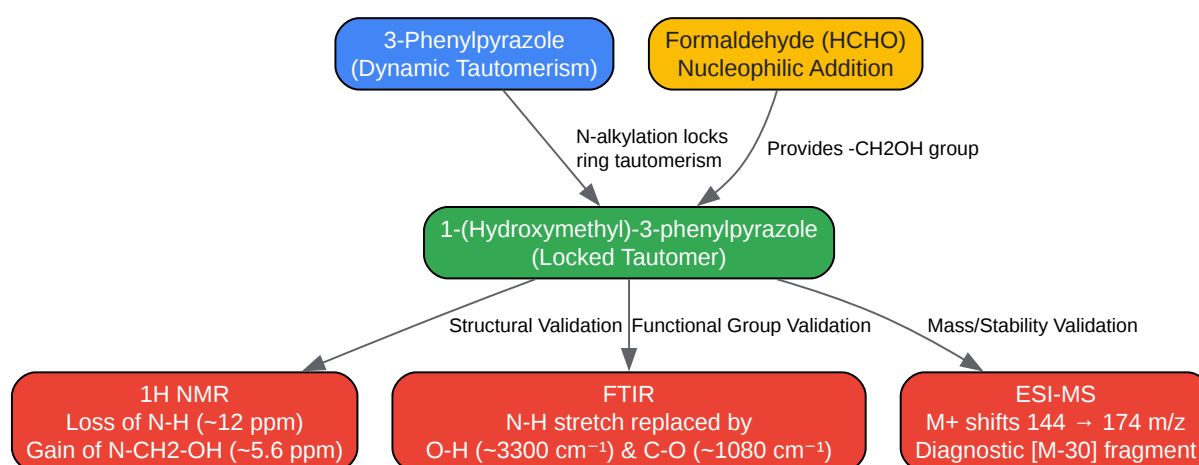 3-Phenylpyrazole
(Dynamic Tautomerism)
Formaldehyde (HCHO)
Nucleophilic Addition
N-alkylation locks
ring tautomerism
Provides -CH2OH group
1-(Hydroxymethyl)-3-phenylpyrazole
(Locked Tautomer)
Structural Validation
Functional Group Validation
Mass/Stability Validation
1H NMR
Loss of N-H (~12 ppm)
Gain of N-CH2-OH (~5.6 ppm)
FTIR
N-H stretch replaced by
O-H (~3300 cm⁻¹) & C-O (~1080 cm⁻¹)
ESI-MS
M+ shifts 144 → 174 m/z
Diagnostic [M-30] fragment